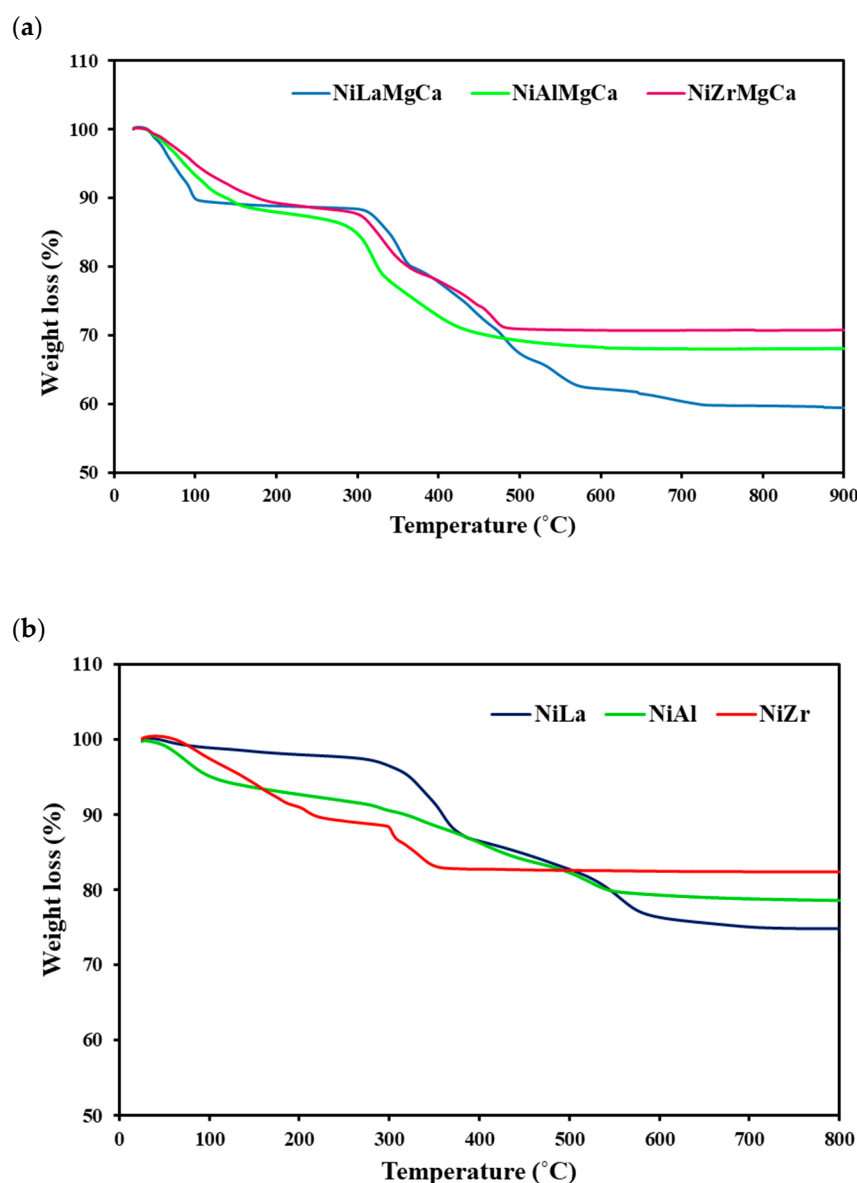 (a)
110
100
90
80
70
60
50
Weight loss (%)
NiLaMgCa NiAlMgCa NiZrMgCa
0 100 200 300 400 500 600 700 800 900
Temperature (˚C)
(b)
110
100
90
80
70
60
50
Weight loss (%)
NiLa NiAl NiZr
0 100 200 300 400 500 600 700 800
Temperature (˚C)